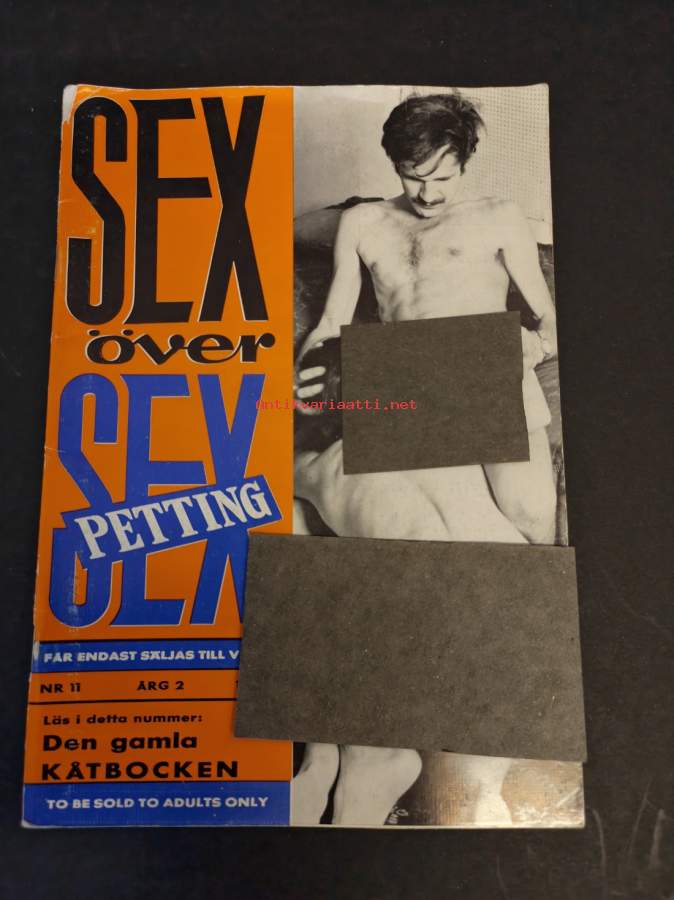 SEX
över
Antikvariaatti.net
SEX
PETTING
SEX
FÅR ENDAST SÄLJAS TILL V
NR 11 ÅRG 2
Läs i detta nummer:
Den gamla
KÅTBOCKEN
TO BE SOLD TO ADULTS ONLY